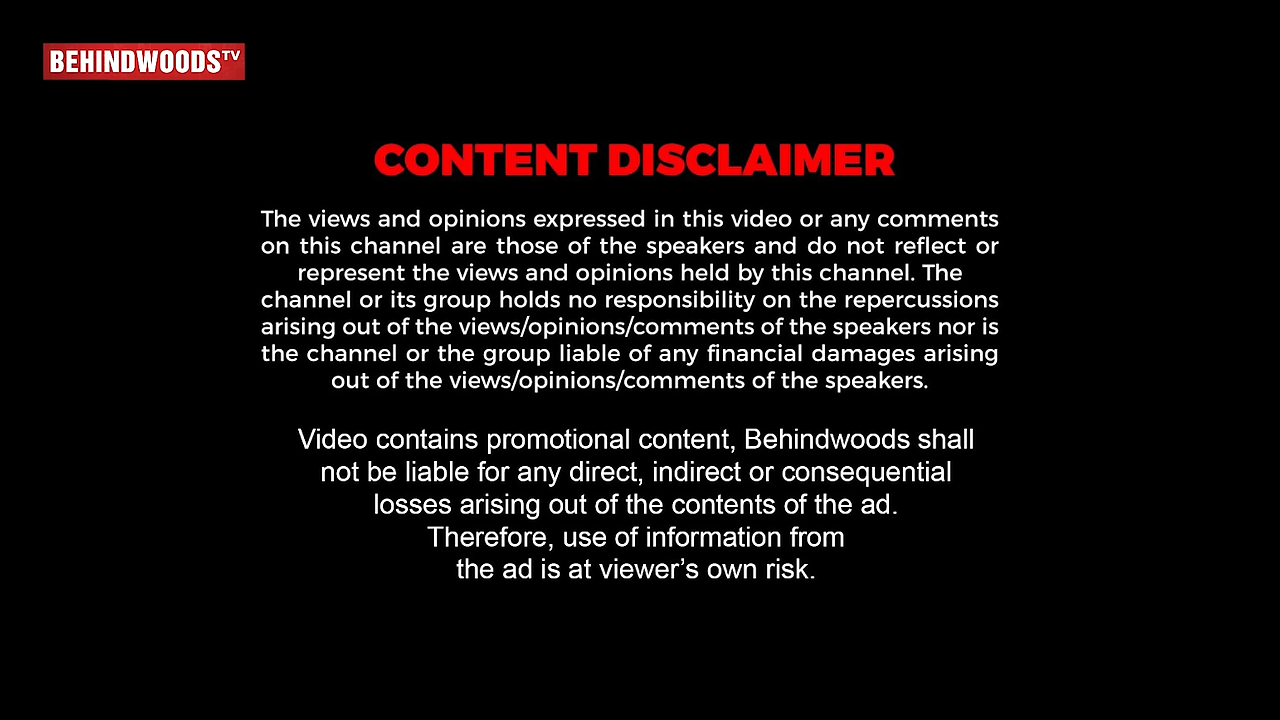 BEHINDWOODS TV
CONTENT DISCLAIMER
The views and opinions expressed in this video or any comments
on this channel are those of the speakers and do not reflect or
represent the views and opinions held by this channel. The
channel or its group holds no responsibility on the repercussions
arising out of the views/opinions/comments of the speakers nor is
the channel or the group liable of any financial damages arising
out of the views/opinions/comments of the speakers.
Video contains promotional content, Behindwoods shall
not be liable for any direct, indirect or consequential
losses arising out of the contents of the ad.
Therefore, use of information from
the ad is at viewer’s own risk.